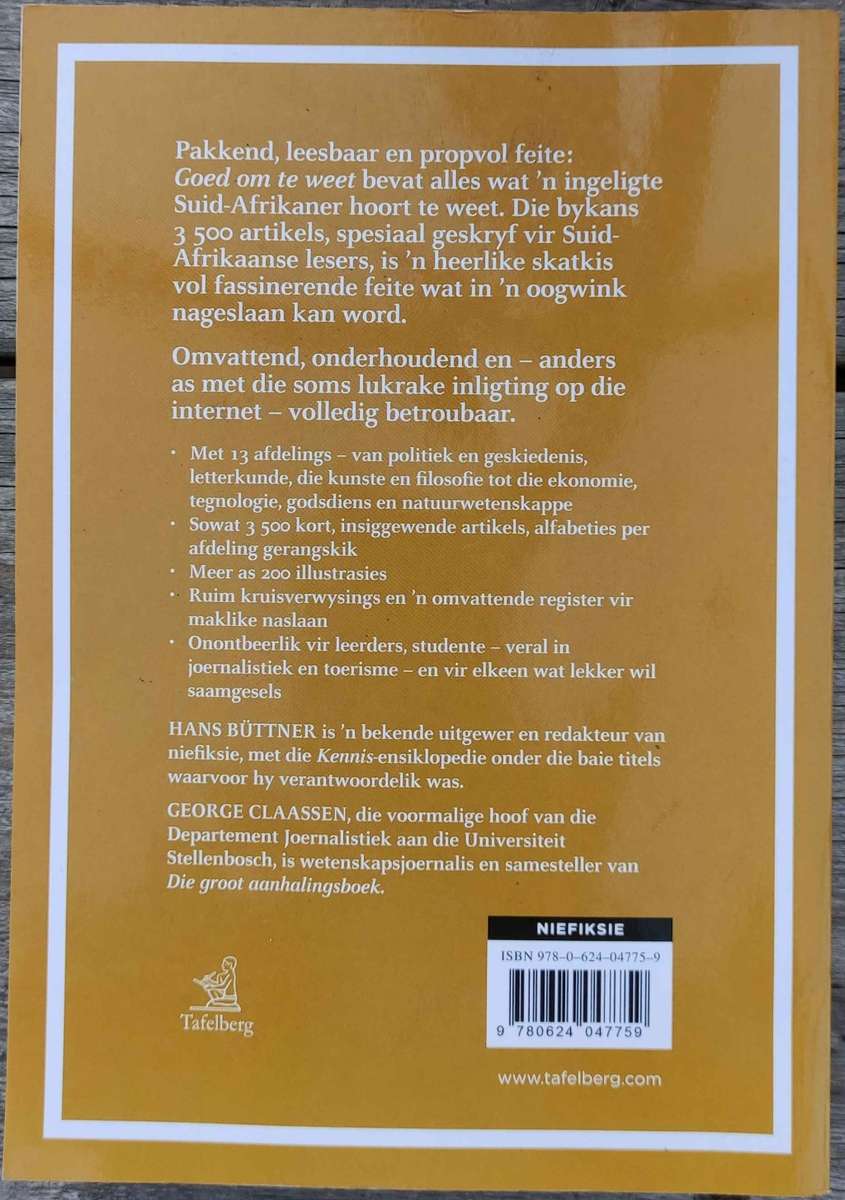 Pakkend, leesbaar en propvol feite:
Goed om te weet bevat alles wat ’n ingeligte
Suid-Afrikaner hoort te weet. Die bykans
3 500 artikels, spesiaal geskryf vir Suid-
Afrikaanse lesers, is ’n heerlike skatkis
vol fassinerende feite wat in ’n oogwink
nageslaan kan word.
Omvattend, onderhoudend en – anders
as met die soms lukrake inligting op die
internet – volledig betroubaar.
· Met 13 afdelings – van politiek en geskiedenis,
letterkunde, die kunste en filosofie tot die ekonomie,
tegnologie, godsdiens en natuurwetenskappe
· Sowat 3 500 kort, insiggewende artikels, alfabeties per
afdeling gerangskik
· Meer as 200 illustrasies
· Ruim kruisverwysings en ’n omvattende register vir
maklike naslaan
· Onontbeerlik vir leerders, studente – veral in
joernalistiek en toerisme – en vir elkeen wat lekker wil
saamgesels
HANS BÜTTNER is ’n bekende uitgewer en redakteur van
niefiksie, met die Kennis-ensiklopedie onder die baie titels
waarvoor hy verantwoordelik was.
GEORGE CLAASSEN, die voormalige hoof van die
Departement Joernalistiek aan die Universiteit
Stellenbosch, is wetenskapsjoernalis en samesteller van
Die groot aanhalingsboek.
NIEFIKSIE
ISBN 978-0-624-04775-9
9 780624 047759
Tafelberg
www.tafelberg.com